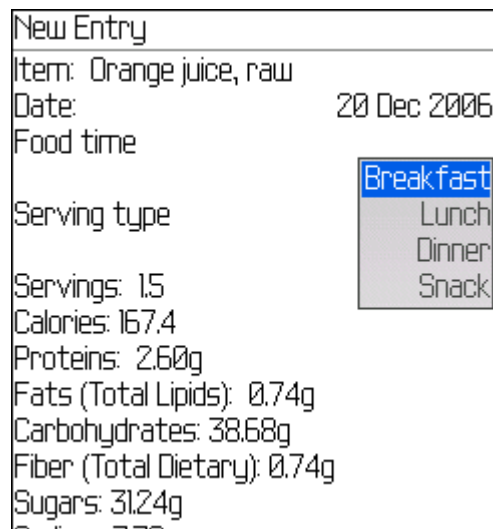 New Entry
Item: Orange juice, raw
Date: 20 Dec 2006
Food time
Breakfast
Serving type Lunch
Dinner
Servings: 1.5 Snack
Calories: 167.4
Proteins: 2.60g
Fats (Total Lipids): 0.74g
Carbohydrates: 38.68g
Fiber (Total Dietary): 0.74g
Sugars: 31.24g